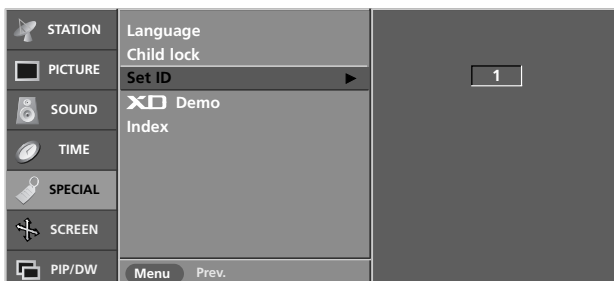 STATION
PICTURE
SOUND
TIME
SPECIAL
SCREEN
PIP/DW
Language
Child lock
Set ID ►
XD Demo
Index
Menu Prev.
1